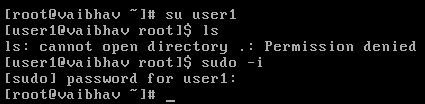 [root@vaibhav ~]# su user1
[user1@vaibhav root]$ ls
ls: cannot open directory .: Permission denied
[user1@vaibhav root]$ sudo -i
[sudo] password for user1:
[root@vaibhav ~]# _